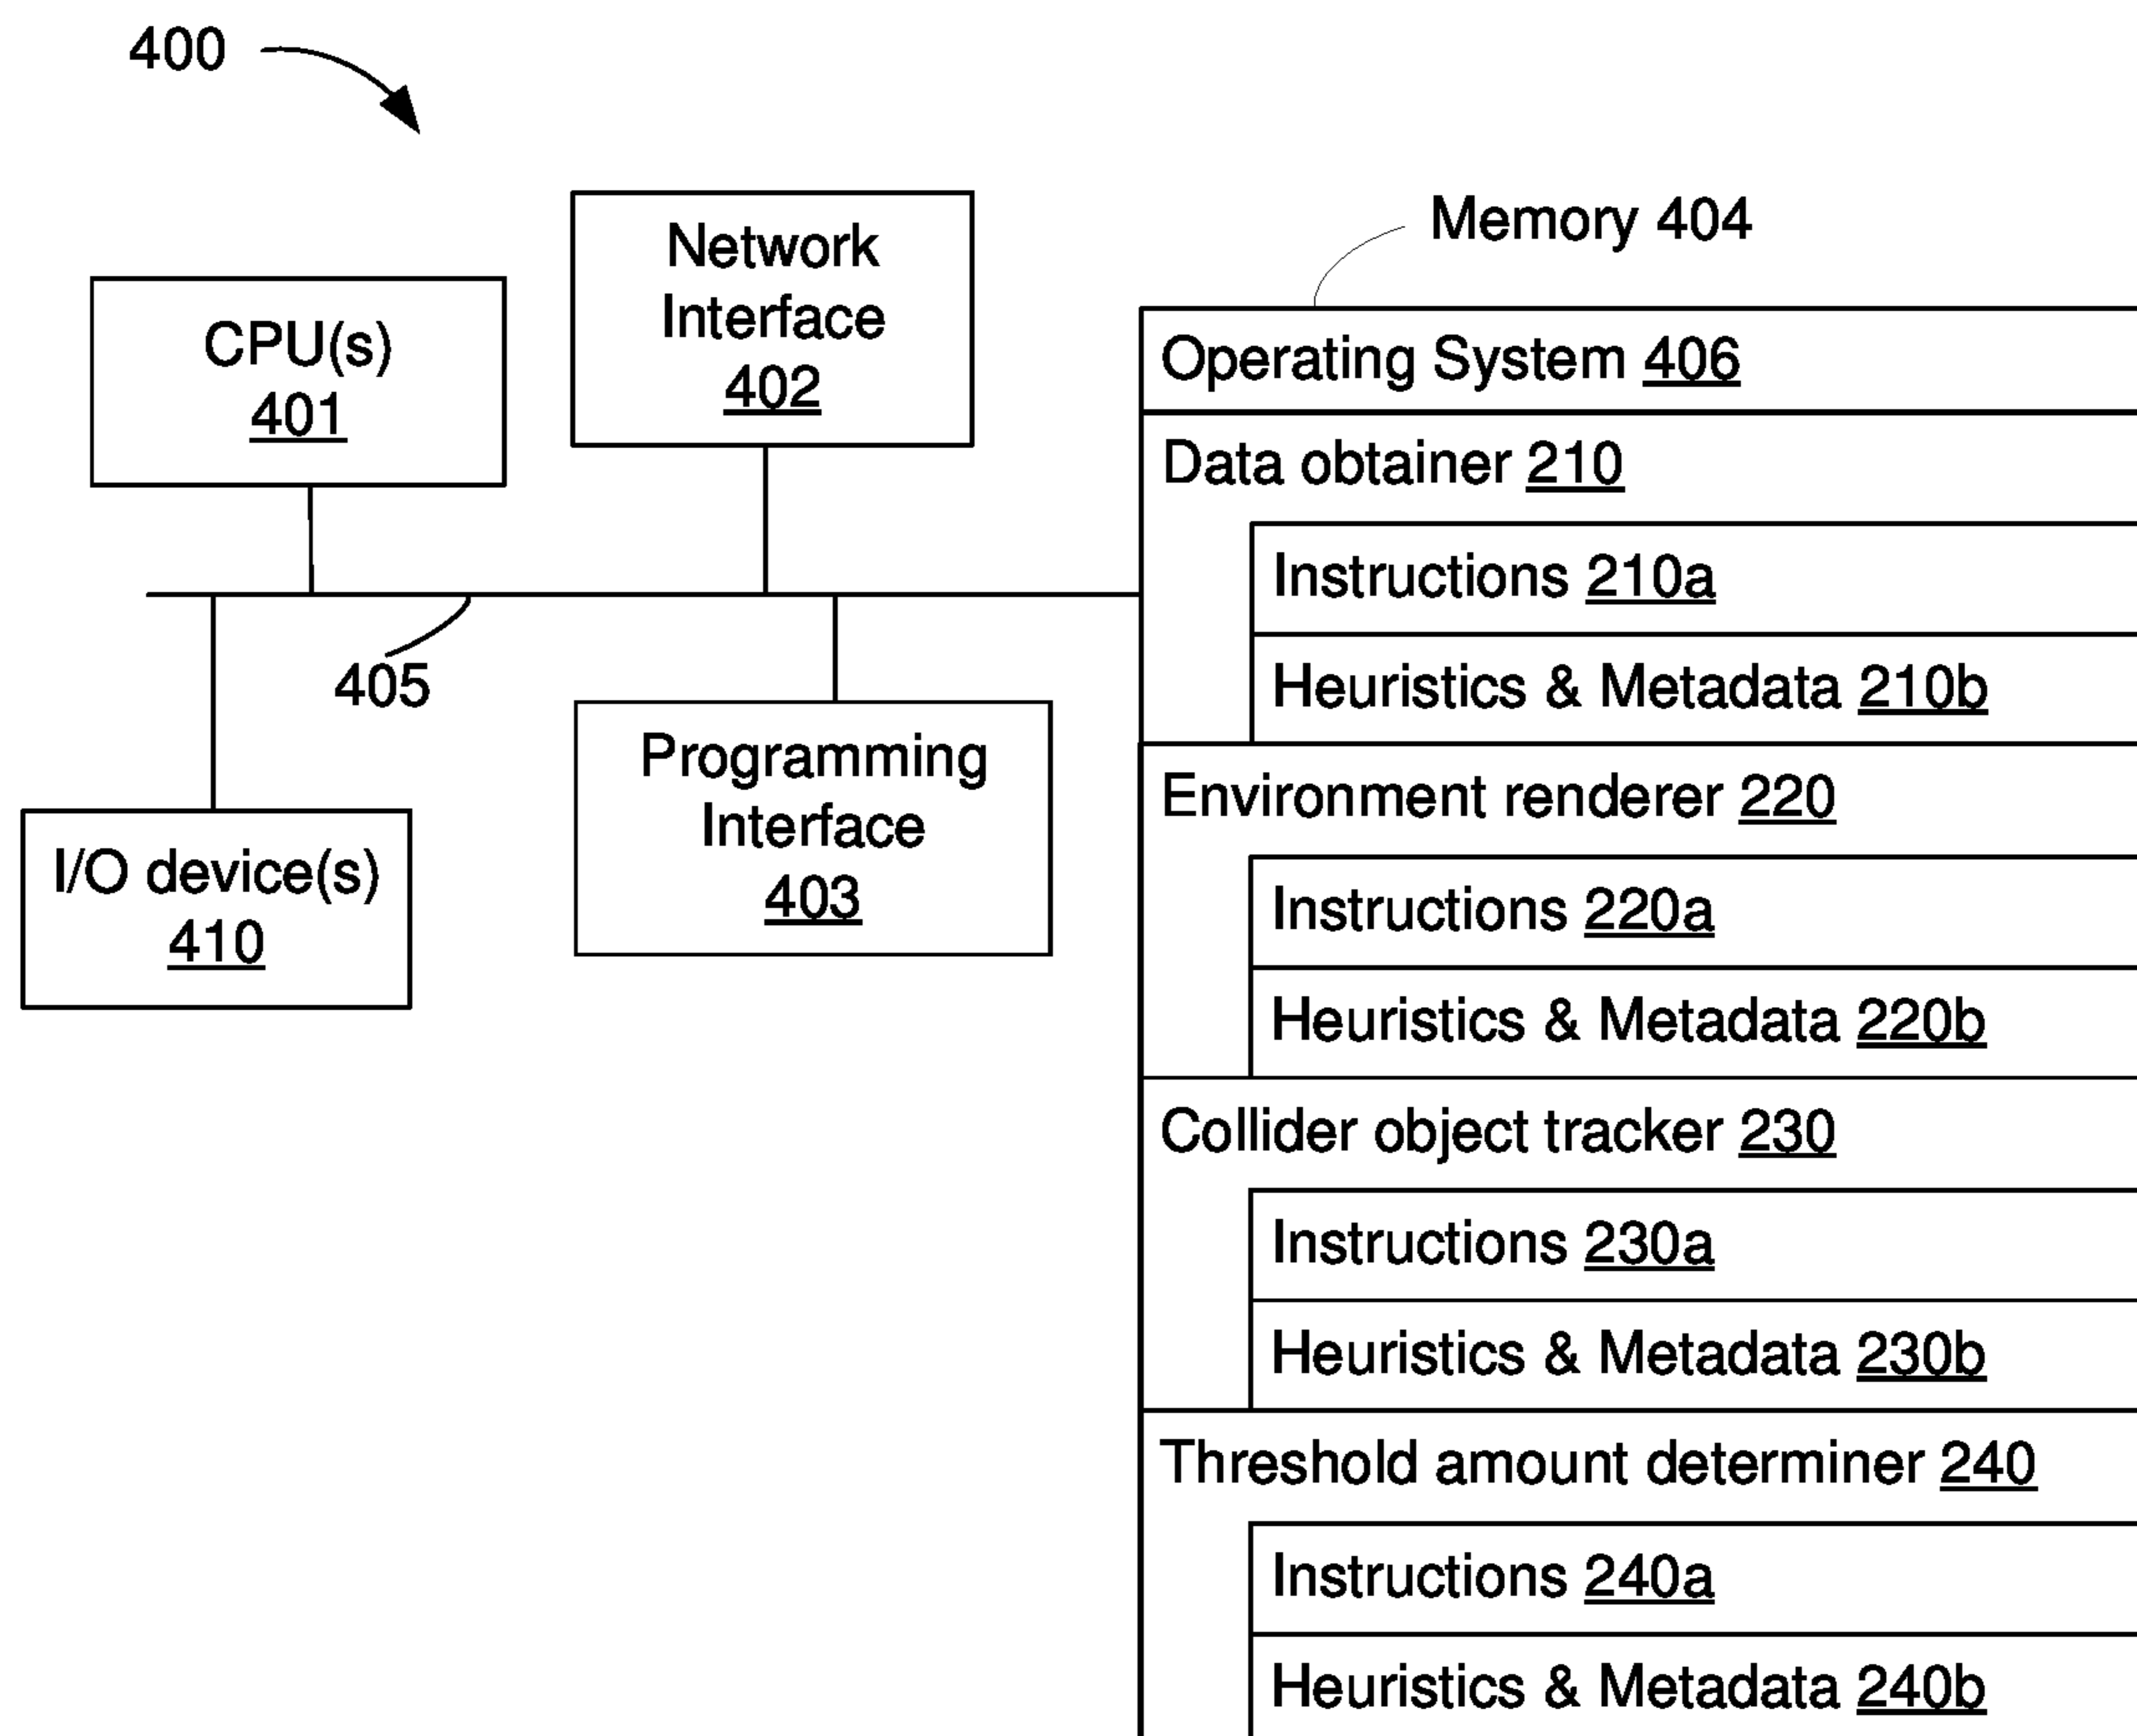 400
Network
Interface
402
CPU(s)
401
Memory 404
405
Programming
Interface
403
I/O device(s)
410
Operating System 406
Data obtainer 210
Instructions 210a
Heuristics & Metadata 210b
Environment renderer 220
Instructions 220a
Heuristics & Metadata 220b
Collider object tracker 230
Instructions 230a
Heuristics & Metadata 230b
Threshold amount determiner 240
Instructions 240a
Heuristics & Metadata 240b